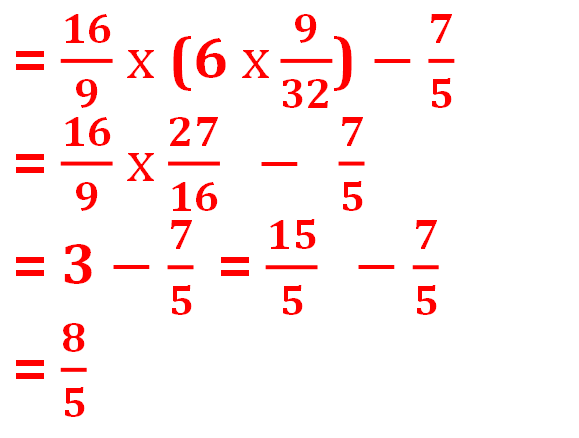 = 16/9 x (6 x 9/32) − 7/5
= 16/9 x 27/16 − 7/5
= 3 − 7/5 = 15/5 − 7/5
= 8/5